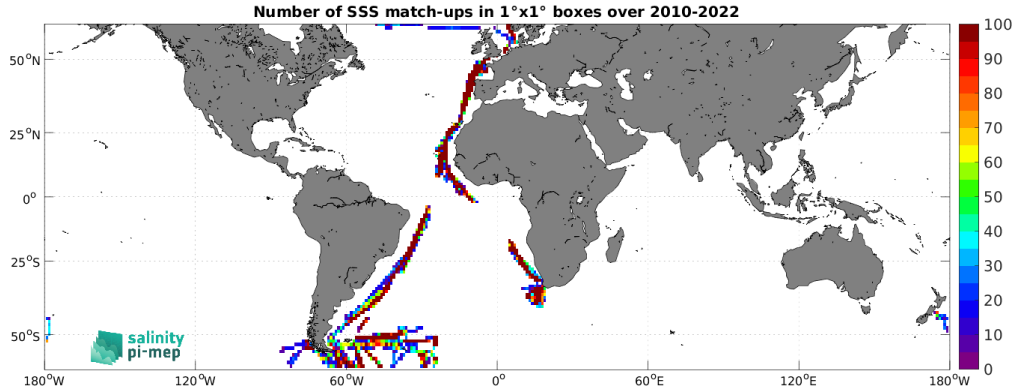 Number of SSS match-ups in 1°x1° boxes over 2010-2022
50°N
25°N
0°
25°S
50°S
180°W
120°W
60°W
0°
60°E
120°E
180°W
100
90
80
70
60
50
40
30
20
10
0
salinity
pi-mep